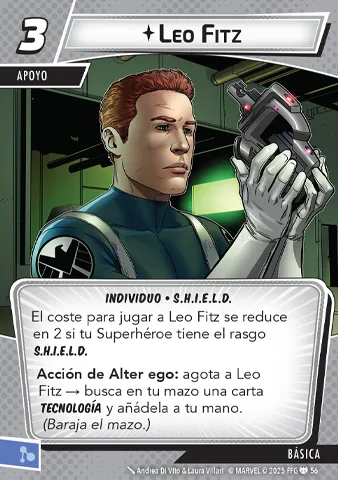 3
Leo Fitz
APOYO
INDIVIDUO • S.H.I.E.L.D.
El coste para jugar a Leo Fitz se reduce
en 2 si tu Superhéroe tiene el rasgo
S.H.I.E.L.D.
Acción de Alter ego: agota a Leo
Fitz → busca en tu mazo una carta
TECNOLOGÍA y añádela a tu mano.
(Baraja el mazo.)
BÁSICA
Andrea Di Vito & Laura Villari © MARVEL © 2025 FFG 56